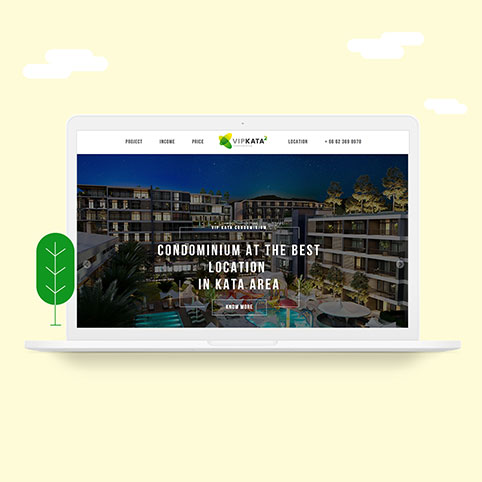 PROJECT INCOME PRICE VIPKATA2 LOCATION + 66 62 369 8970
VIP KATA CONDOMINIUM
CONDOMINIUM AT THE BEST
LOCATION
IN KATA AREA
KNOW MORE